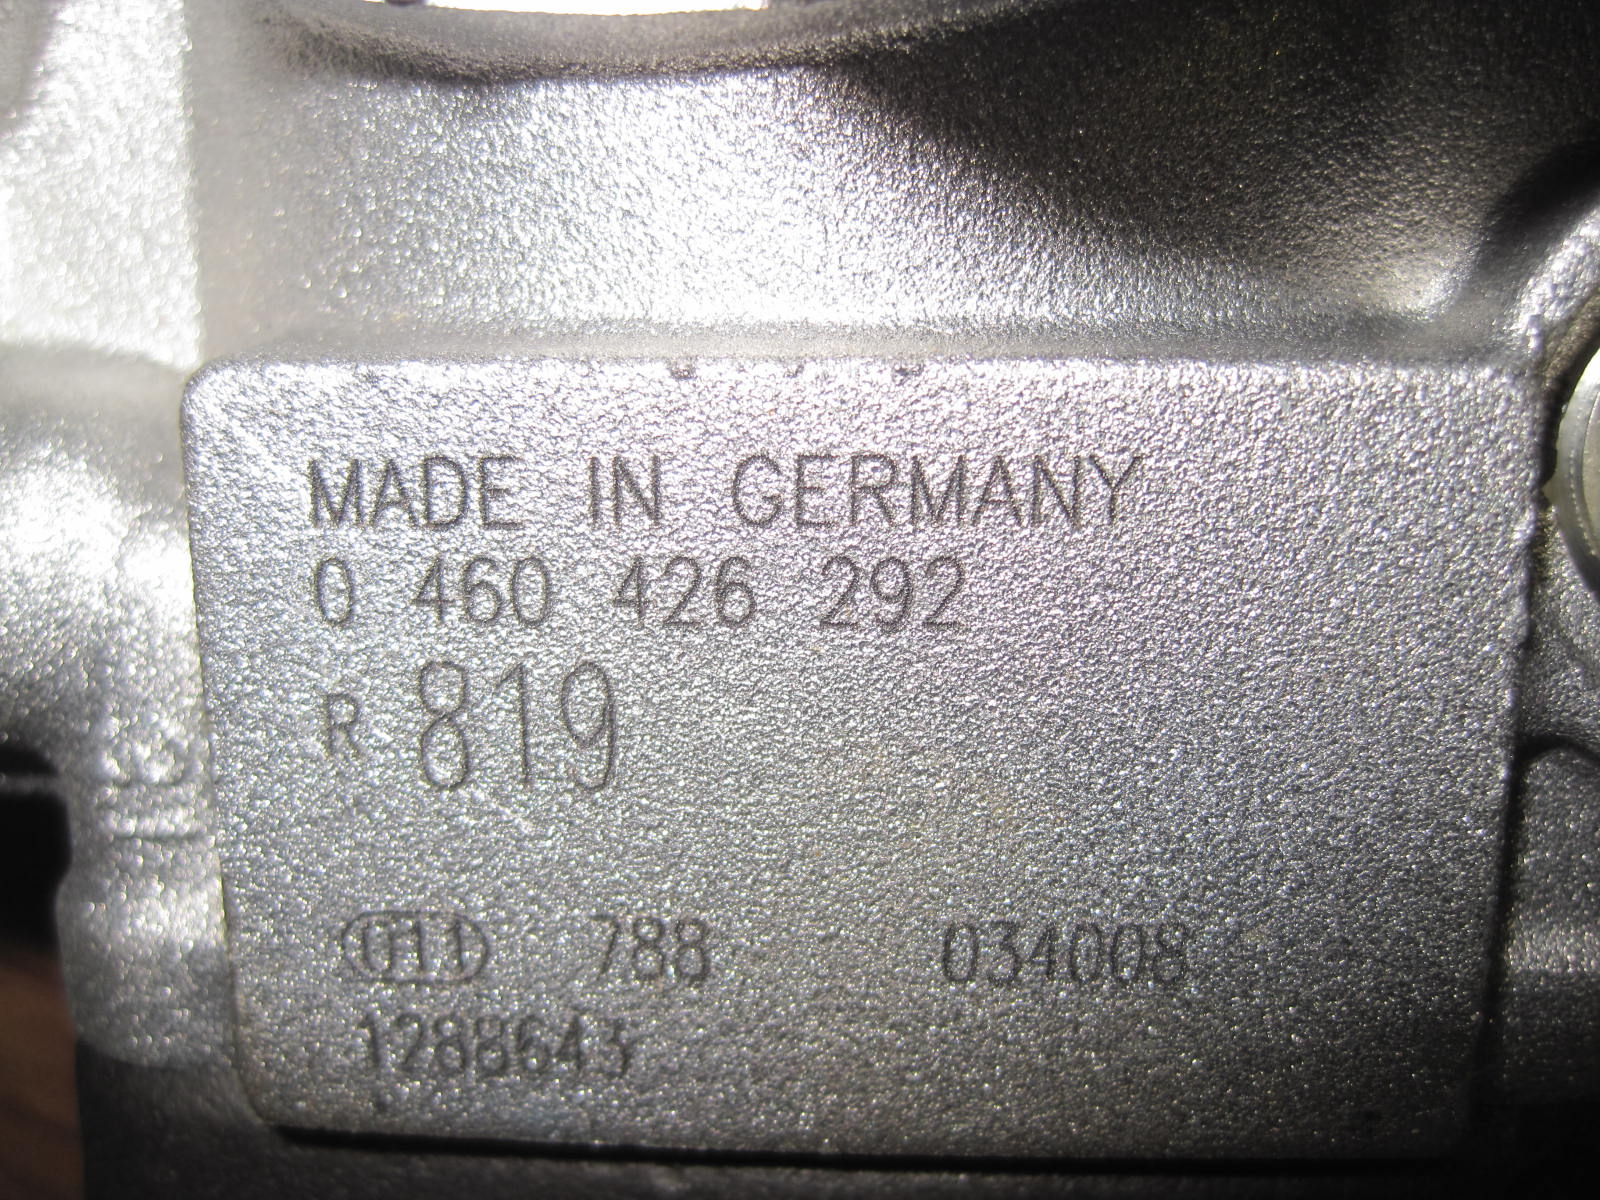 MADE IN GERMANY
0 460 426 292
R 819
788 034008
1288643